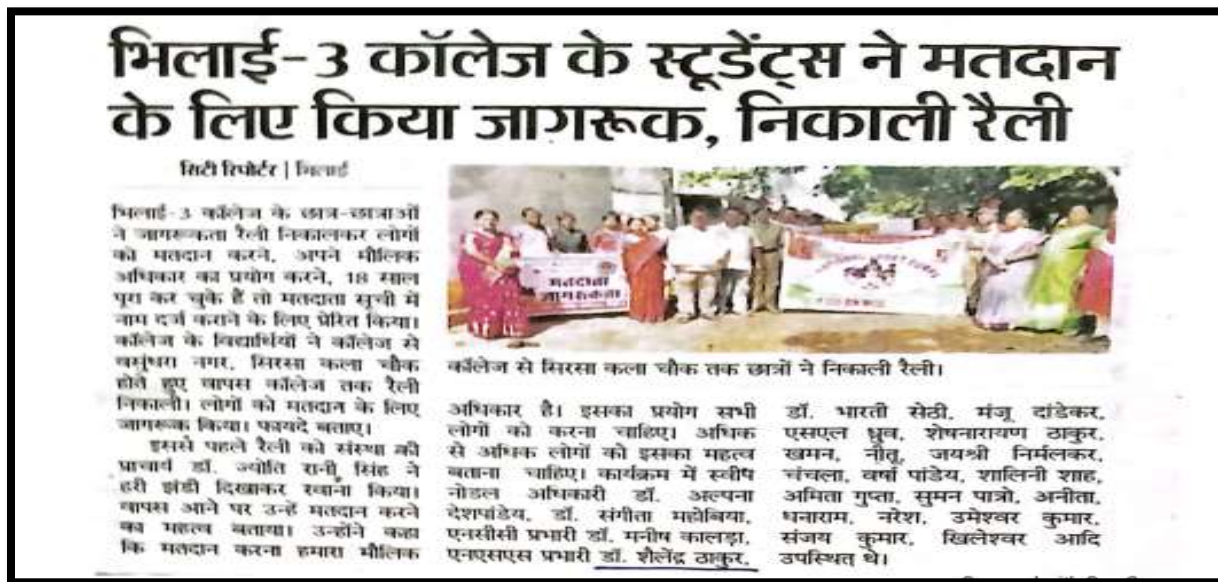 भिलाई-3 कॉलेज के स्टूडेंट्स ने मतदान
के लिए किया जागरूक, निकाली रैली
सिटी रिपोर्टर | भिलाई
भिलाई-3 कॉलेज के छात्र-छात्राओं
ने जागरूकता रैली निकालकर लोगों
को मतदान करने, अपने मौलिक
अधिकार का प्रयोग करने, 18 साल
पूरा कर चुके हैं तो मतदाता सूची में
नाम दर्ज कराने के लिए प्रेरित किया।
कॉलेज के विद्यार्थियों ने कॉलेज से
वसुंधरा नगर, सिरसा कला चौक
होते हुए वापस कॉलेज तक रैली
निकाली। लोगों को मतदान के लिए
जागरूक किया। फायदे बताए।
इससे पहले रैली को संस्था की
प्राचार्य डॉ. ज्योति रानी सिंह ने
हरी झंडी दिखाकर रवाना किया।
वापस आने पर उन्हें मतदान करने
का महत्व बताया। उन्होंने कहा
कि मतदान करना हमारा मौलिक
मतदाता
जागरूकता
कॉलेज से सिरसा कला चौक तक छात्रों ने निकाली रैली।
अधिकार है। इसका प्रयोग सभी
लोगों को करना चाहिए। अधिक
से अधिक लोगों को इसका महत्व
बताना चाहिए। कार्यक्रम में स्वीप
नोडल अधिकारी डॉ. अल्पना
देशपांडेय, डॉ. संगीता महोबिया,
एनसीसी प्रभारी डॉ. मनीष कालड़ा,
एनएसएस प्रभारी डॉ. शैलेंद्र ठाकुर,
डॉ. भारती सेठी, मंजू दांडेकर,
एसएल ध्रुव, शेषनारायण ठाकुर,
खमन, नीतू, जयश्री निर्मलकर,
चंचला, वर्षा पांडेय, शालिनी शाह,
अमिता गुप्ता, सुमन पात्रो, अनीता,
धनाराम, नरेश, उमेश्वर कुमार,
संजय कुमार, खिलेश्वर आदि
उपस्थित थे।